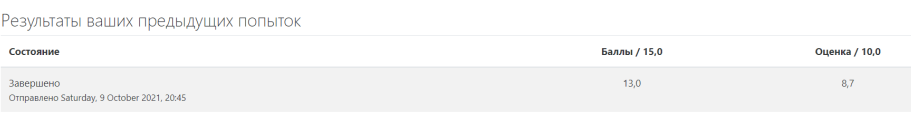 Результаты ваших предыдущих попыток
Состояние Баллы / 15,0 Оценка / 10,0
Завершено 13,0 8,7
Отправлено Saturday, 9 October 2021, 20:45